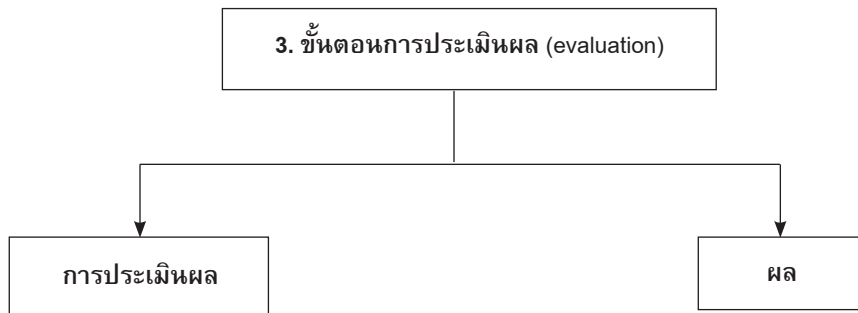 3. ขั้นตอนการประเมินผล (evaluation)
การประเมินผล
ผล